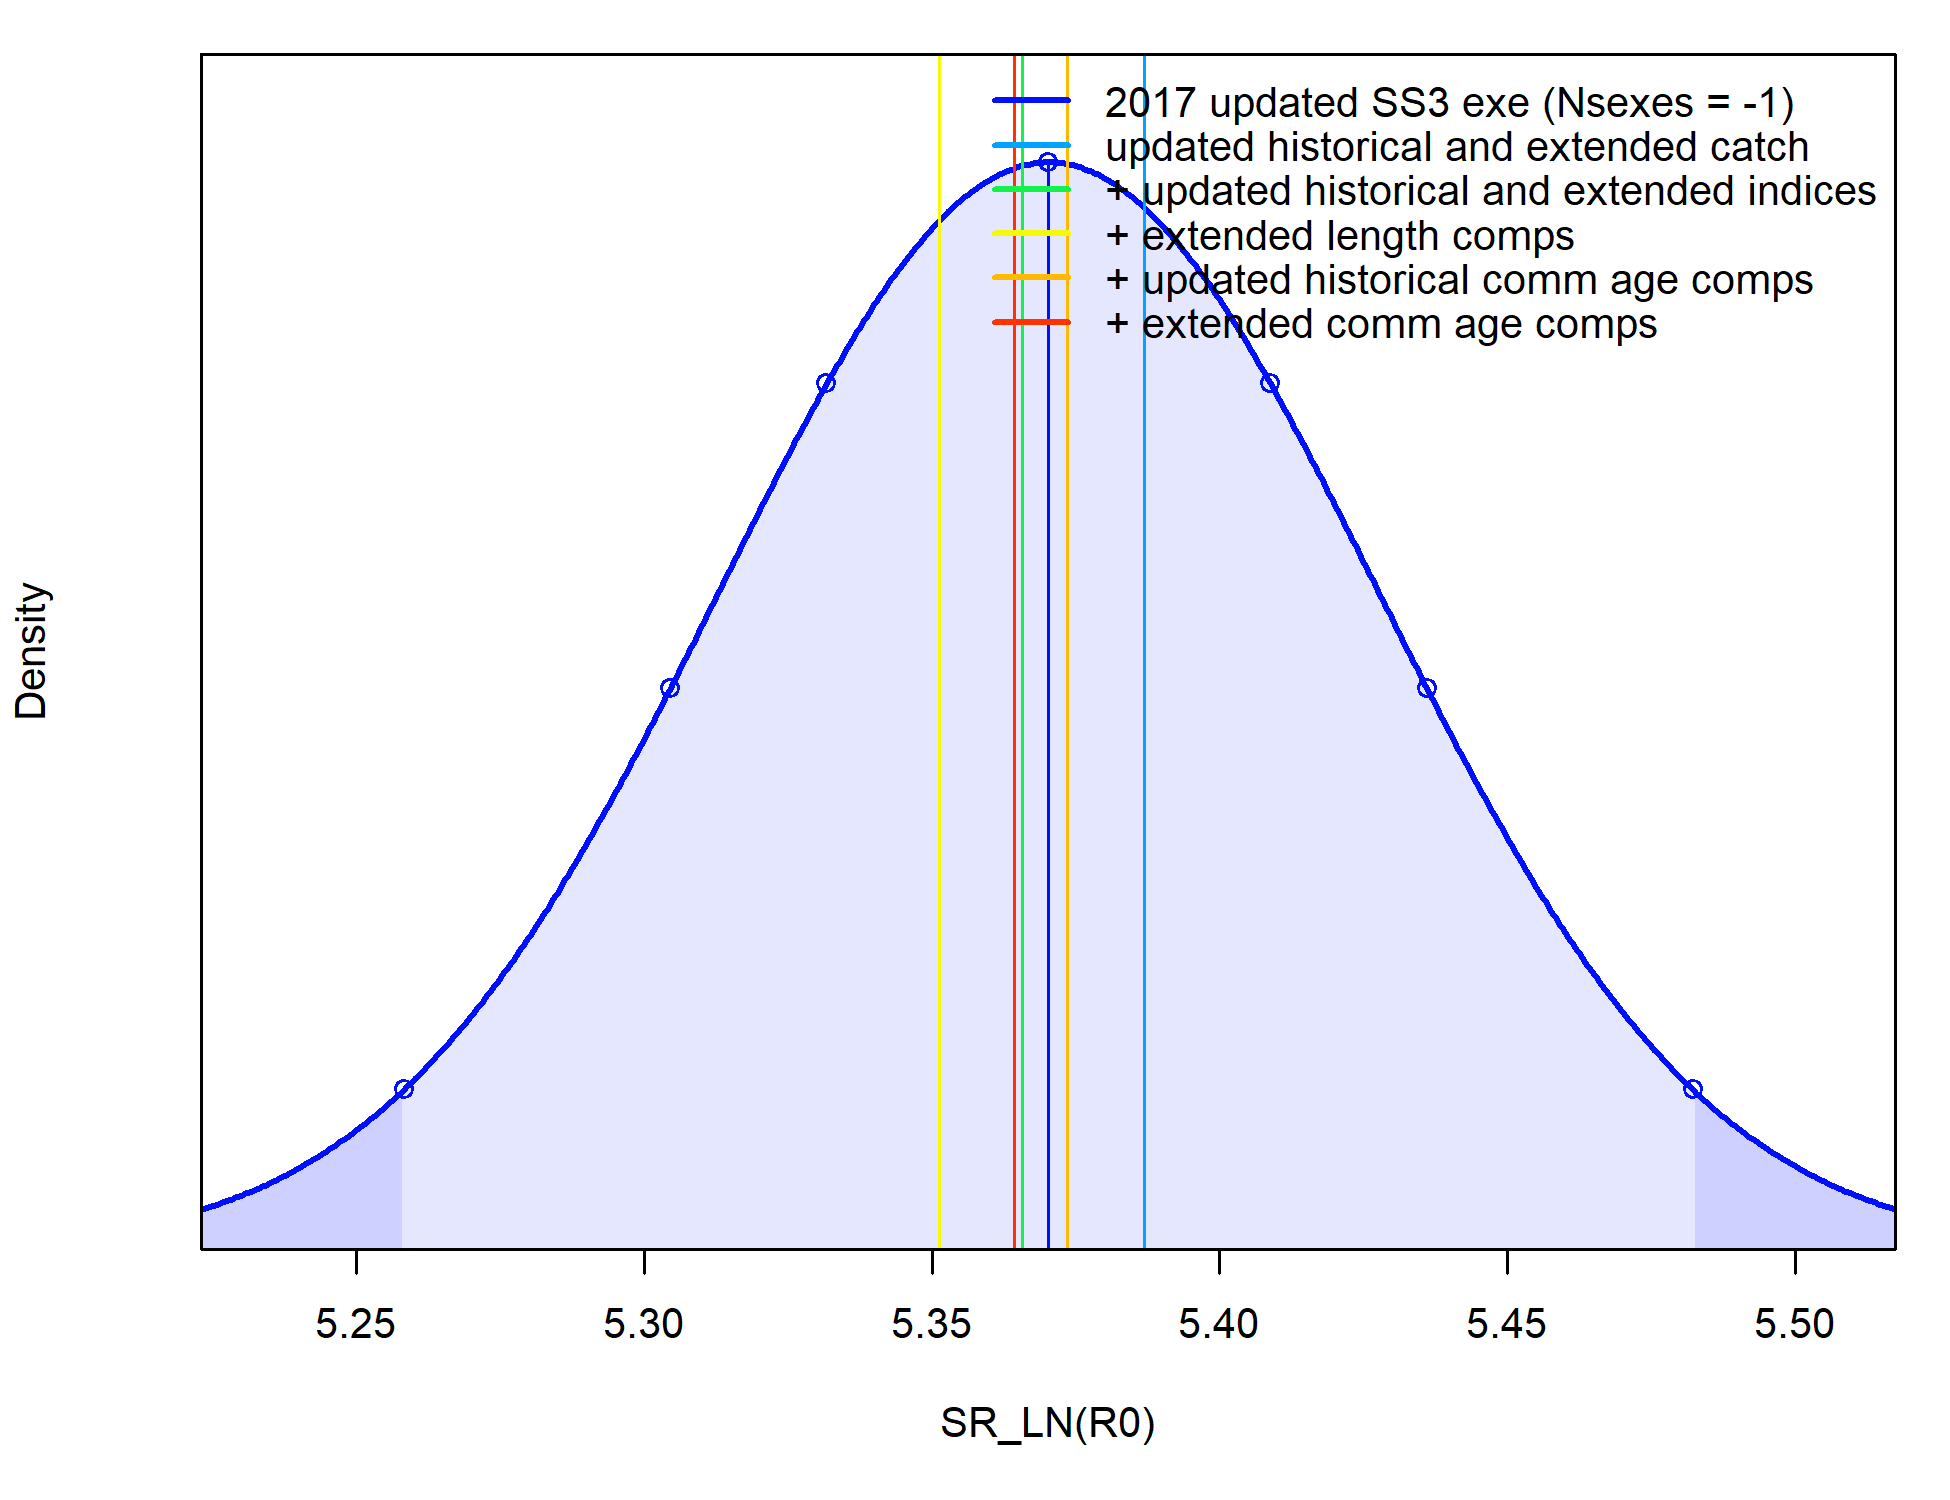 2017 updated SS3 exe (Nsexes = -1)
updated historical and extended catch
+ updated historical and extended indices
+ extended length comps
+ updated historical comm age comps
+ extended comm age comps
Density
5.25 5.30 5.35 5.40 5.45 5.50
SR_LN(R0)